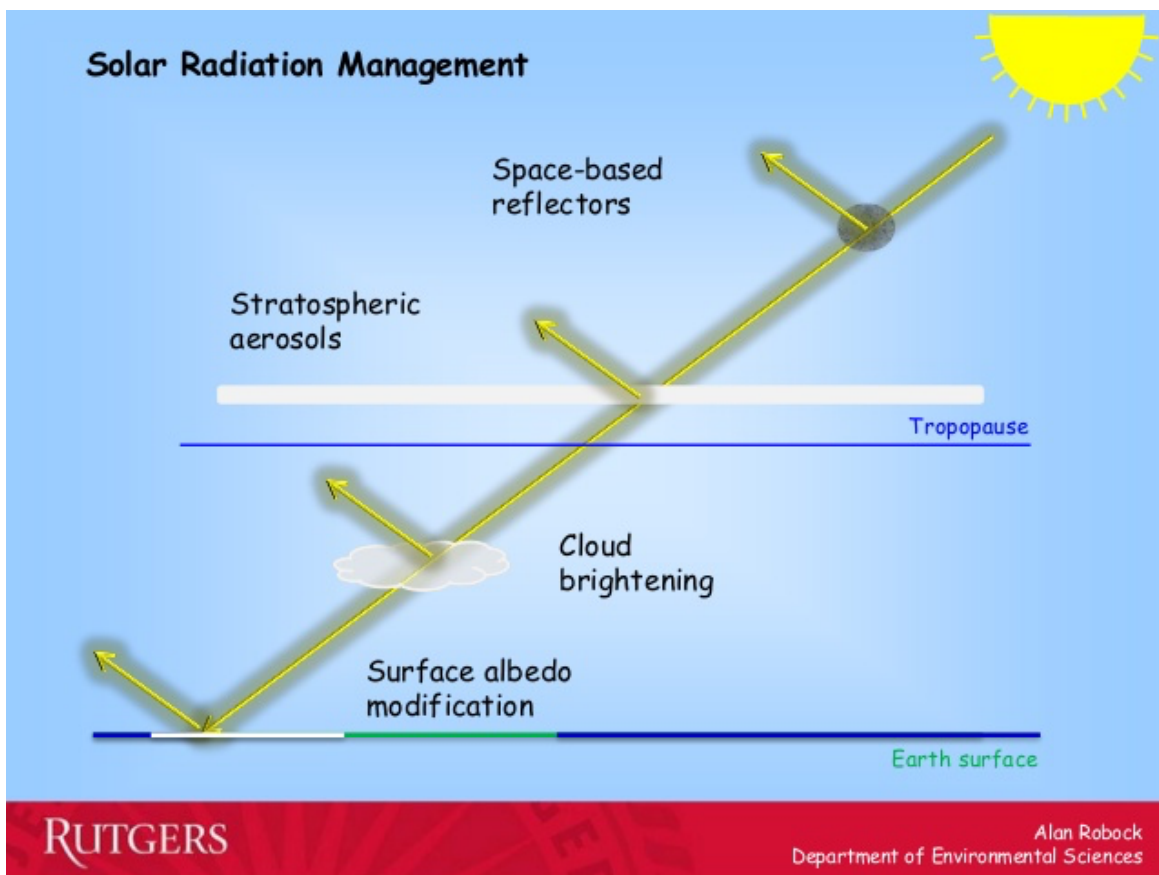 Solar Radiation Management
Space-based
reflectors
Stratospheric
aerosols
Tropopause
Cloud
brightening
Surface albedo
modification
Earth surface
RUTGERS
Alan Robock
Department of Environmental Sciences